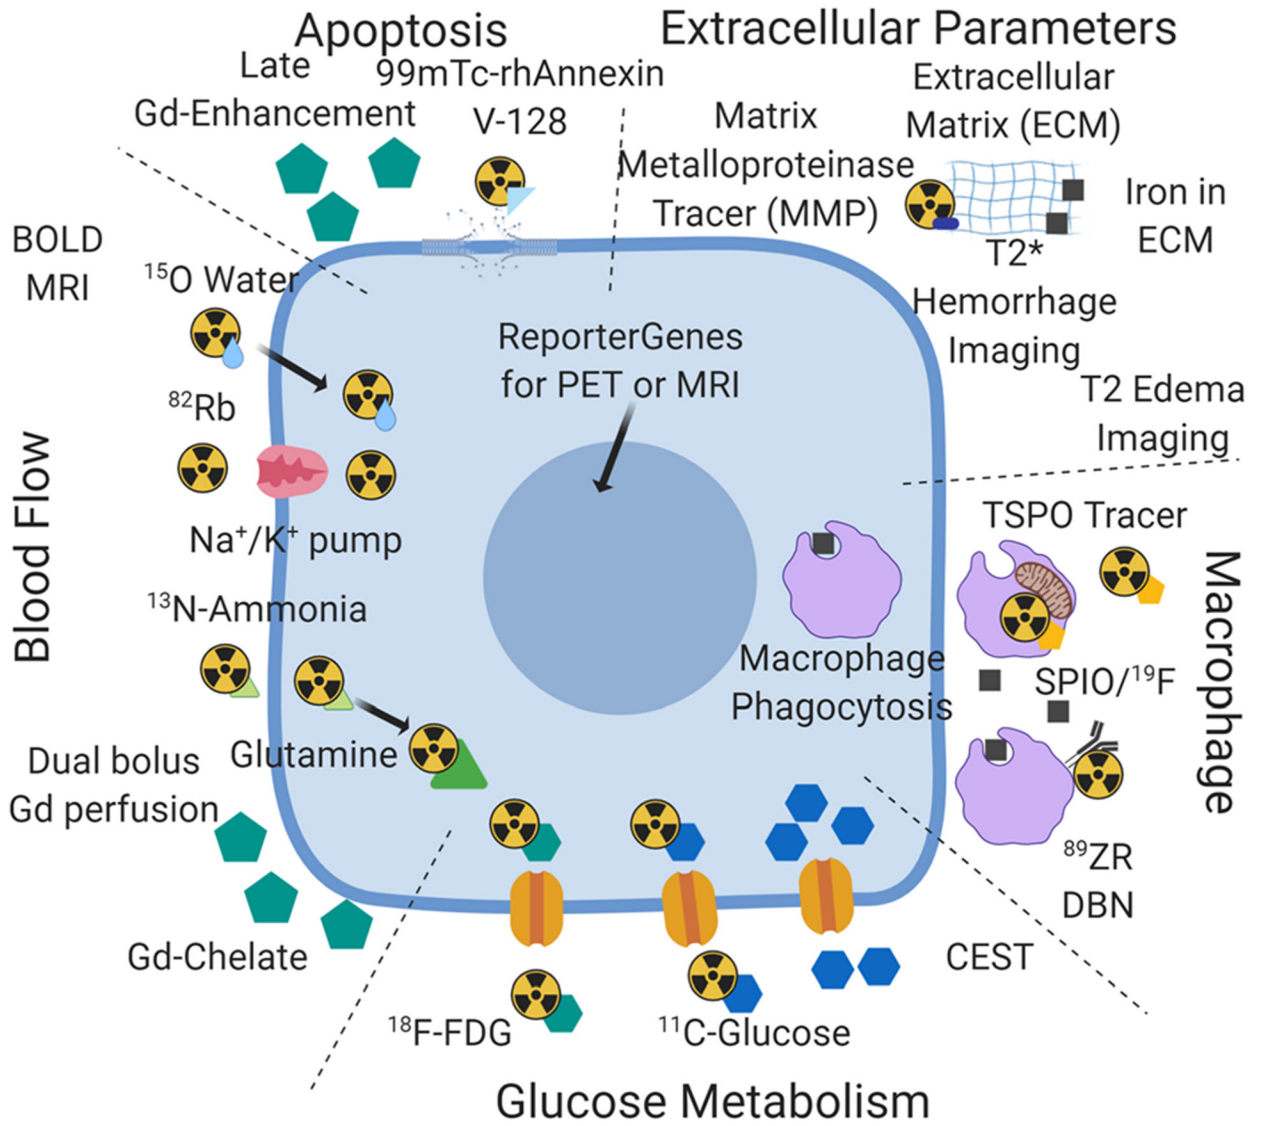 Apoptosis
Late
Gd-Enhancement
99mTc-rhAnnexin
V-128
Extracellular Parameters
Matrix
Metalloproteinase
Tracer (MMP)
Extracellular
Matrix (ECM)
T2*
Iron in
ECM
Hemorrhage
Imaging
T2 Edema
Imaging
BOLD
MRI
¹⁵O Water
⁸²Rb
Na⁺/K⁺ pump
¹³N-Ammonia
Glutamine
Dual bolus
Gd perfusion
Gd-Chelate
Blood Flow
ReporterGenes
for PET or MRI
Macrophage
Phagocytosis
TSPO Tracer
SPIO/¹⁹F
⁸⁹ZR
DBN
Macrophage
CEST
¹⁸F-FDG
¹¹C-Glucose
Glucose Metabolism